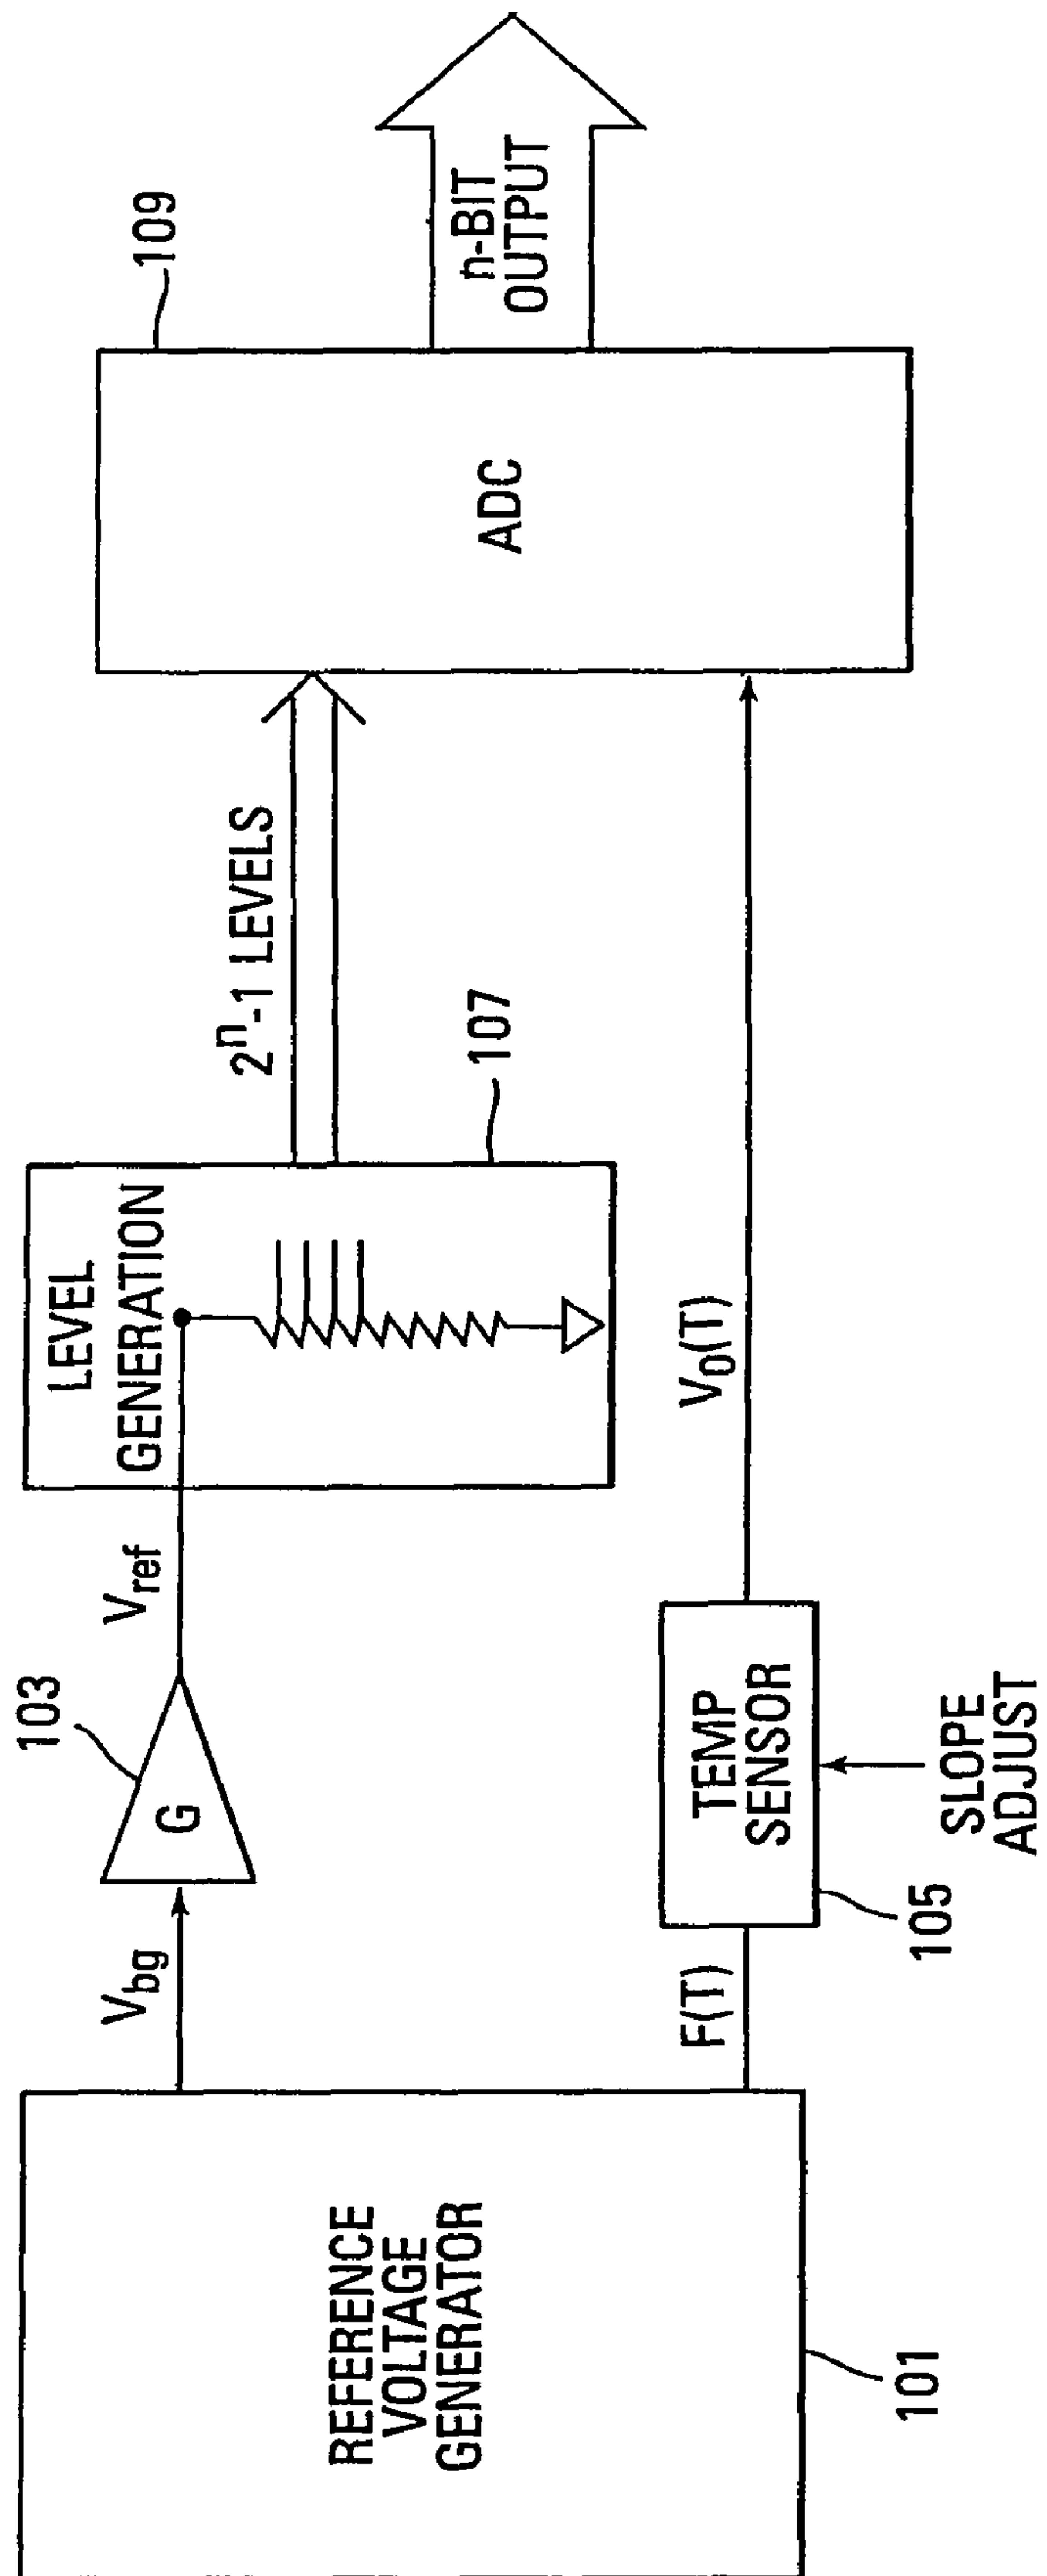 REFERENCE
VOLTAGE
GENERATOR
101
Vbg
G
103
Vref
LEVEL
GENERATION
107
2ⁿ-1 LEVELS
F(T)
TEMP
SENSOR
105
SLOPE
ADJUST
V₀(T)
ADC
109
n-BIT
OUTPUT